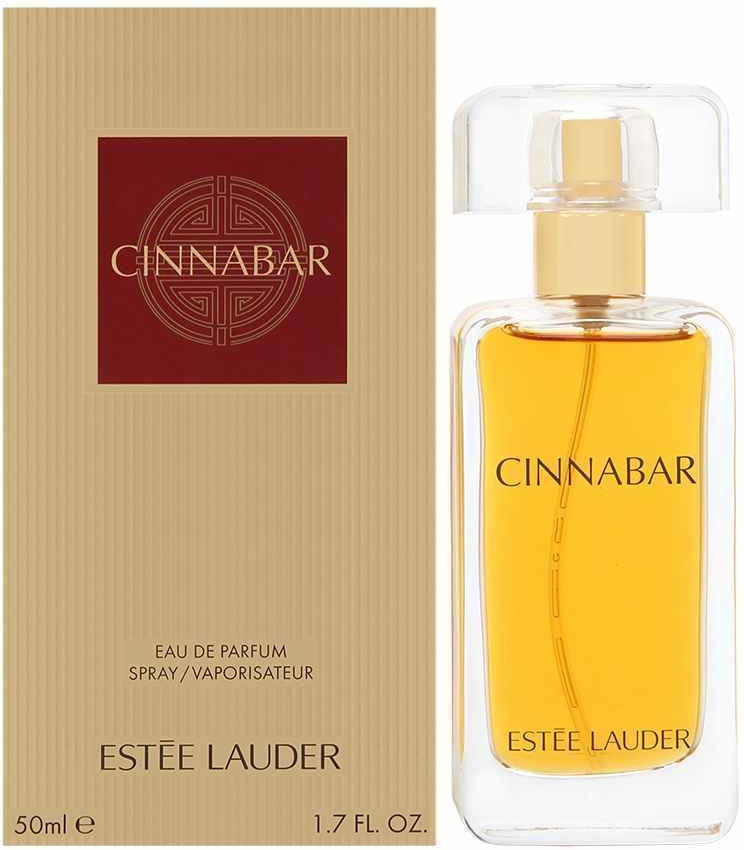 CINNABAR
EAU DE PARFUM
SPRAY/VAPORISATEUR
ESTĒE LAUDER
50ml ℮
1.7 FL. OZ.
CINNABAR
ESTĒE LAUDER